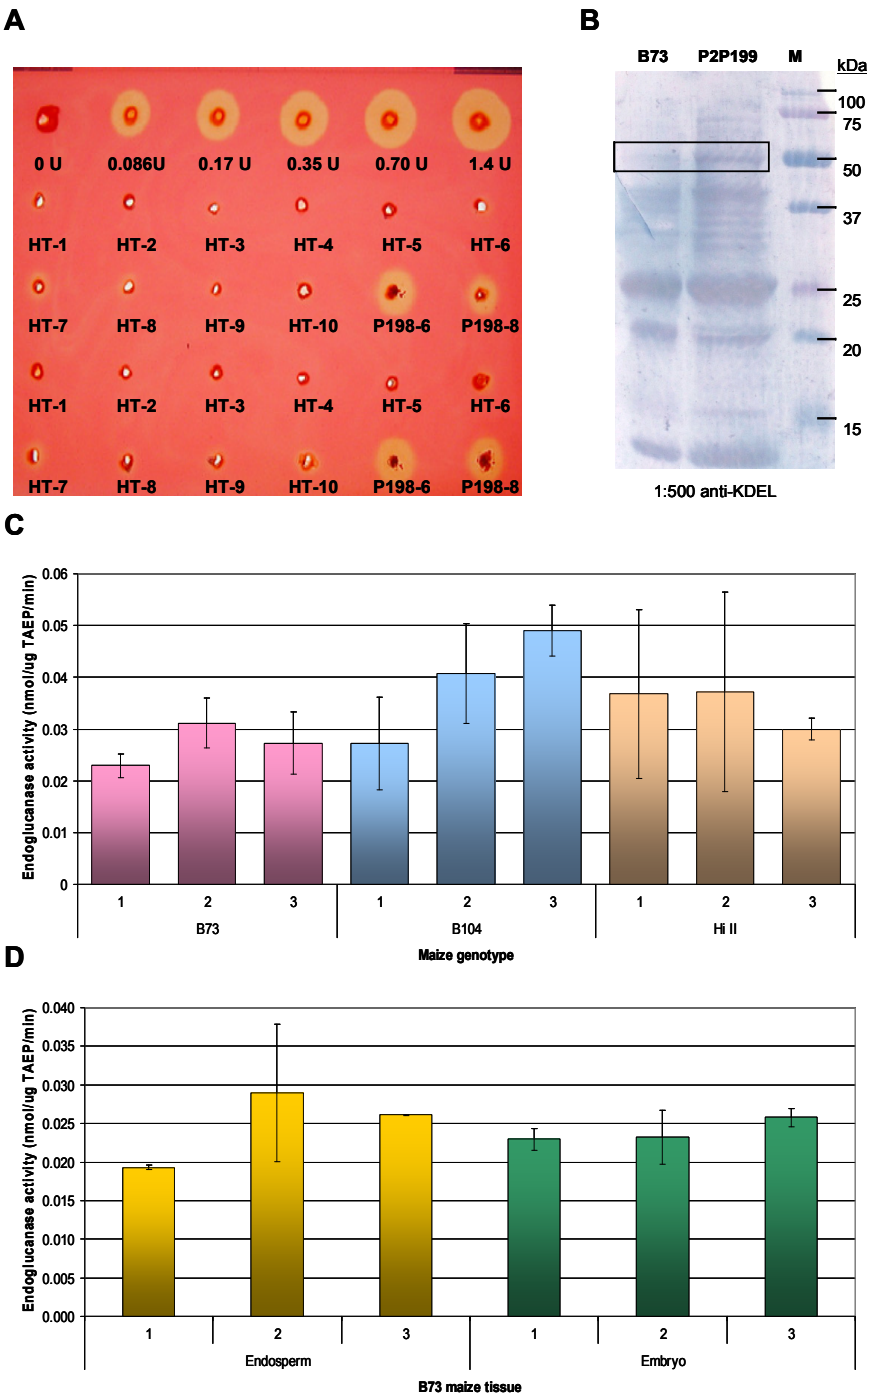 A
0 U 0.086U 0.17 U 0.35 U 0.70 U 1.4 U
HT-1 HT-2 HT-3 HT-4 HT-5 HT-6
HT-7 HT-8 HT-9 HT-10 P198-6 P198-8
HT-1 HT-2 HT-3 HT-4 HT-5 HT-6
HT-7 HT-8 HT-9 HT-10 P198-6 P198-8
B
B73 P2P199 M
kDa
100
75
50
37
25
20
15
1:500 anti-KDEL
C
Endoglucanase activity (nmol/ug TAEP/min)
0.06
0.05
0.04
0.03
0.02
0.01
0
1 2 3 1 2 3 1 2 3
B73 B104 Hi II
Maize genotype
D
Endoglucanase activity (nmol/ug TAEP/min)
0.040
0.035
0.030
0.025
0.020
0.015
0.010
0.005
0.000
1 2 3 1 2 3
Endosperm Embryo
B73 maize tissue